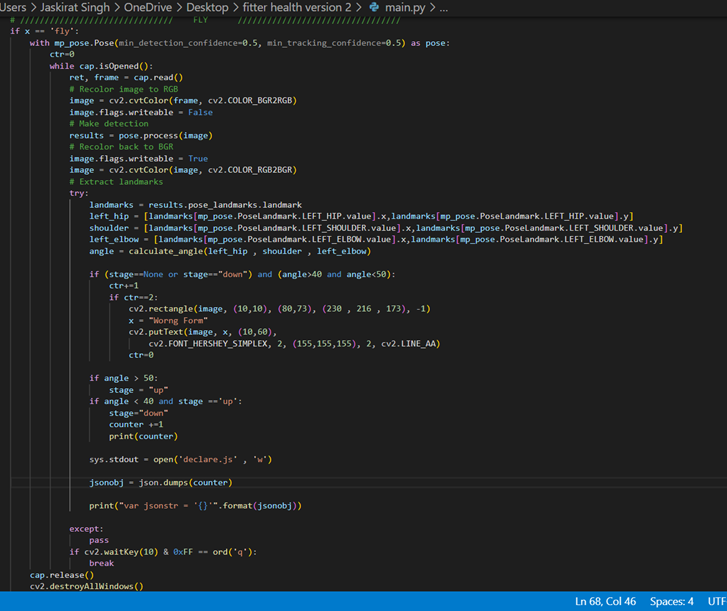 Users > Jaskirat Singh > OneDrive > Desktop > fitter health version 2 > main.py > ...
# //////////////////////////////// FLY /////////////////////////////////
if x == 'fly':
    with mp_pose.Pose(min_detection_confidence=0.5, min_tracking_confidence=0.5) as pose:
        ctr=0
        while cap.isOpened():
            ret, frame = cap.read()
            # Recolor image to RGB
            image = cv2.cvtColor(frame, cv2.COLOR_BGR2RGB)
            image.flags.writeable = False
            # Make detection
            results = pose.process(image)
            # Recolor back to BGR
            image.flags.writeable = True
            image = cv2.cvtColor(image, cv2.COLOR_RGB2BGR)
            # Extract landmarks
            try:
                landmarks = results.pose_landmarks.landmark
                left_hip = [landmarks[mp_pose.PoseLandmark.LEFT_HIP.value].x,landmarks[mp_pose.PoseLandmark.LEFT_HIP.value].y]
                shoulder = [landmarks[mp_pose.PoseLandmark.LEFT_SHOULDER.value].x,landmarks[mp_pose.PoseLandmark.LEFT_SHOULDER.value].y]
                left_elbow = [landmarks[mp_pose.PoseLandmark.LEFT_ELBOW.value].x,landmarks[mp_pose.PoseLandmark.LEFT_ELBOW.value].y]
                angle = calculate_angle(left_hip , shoulder , left_elbow)
                if (stage==None or stage=="down") and (angle>40 and angle<50):
                    ctr+=1
                    if ctr==2:
                        cv2.rectangle(image, (10,10), (80,73), (230 , 216 , 173), -1)
                        x = "Worng Form"
                        cv2.putText(image, x, (10,60),
                            cv2.FONT_HERSHEY_SIMPLEX, 2, (155,155,155), 2, cv2.LINE_AA)
                        ctr=0
                if angle > 50:
                    stage = "up"
                if angle < 40 and stage =='up':
                    stage="down"
                    counter +=1
                    print(counter)
                sys.stdout = open('declare.js' , 'w')
                jsonobj = json.dumps(counter)
                print("var jsonstr = '{}'".format(jsonobj))
            except:
                pass
            if cv2.waitKey(10) & 0xFF == ord('q'):
                break
    cap.release()
    cv2.destroyAllWindows()
Ln 68, Col 46 Spaces: 4 UTF